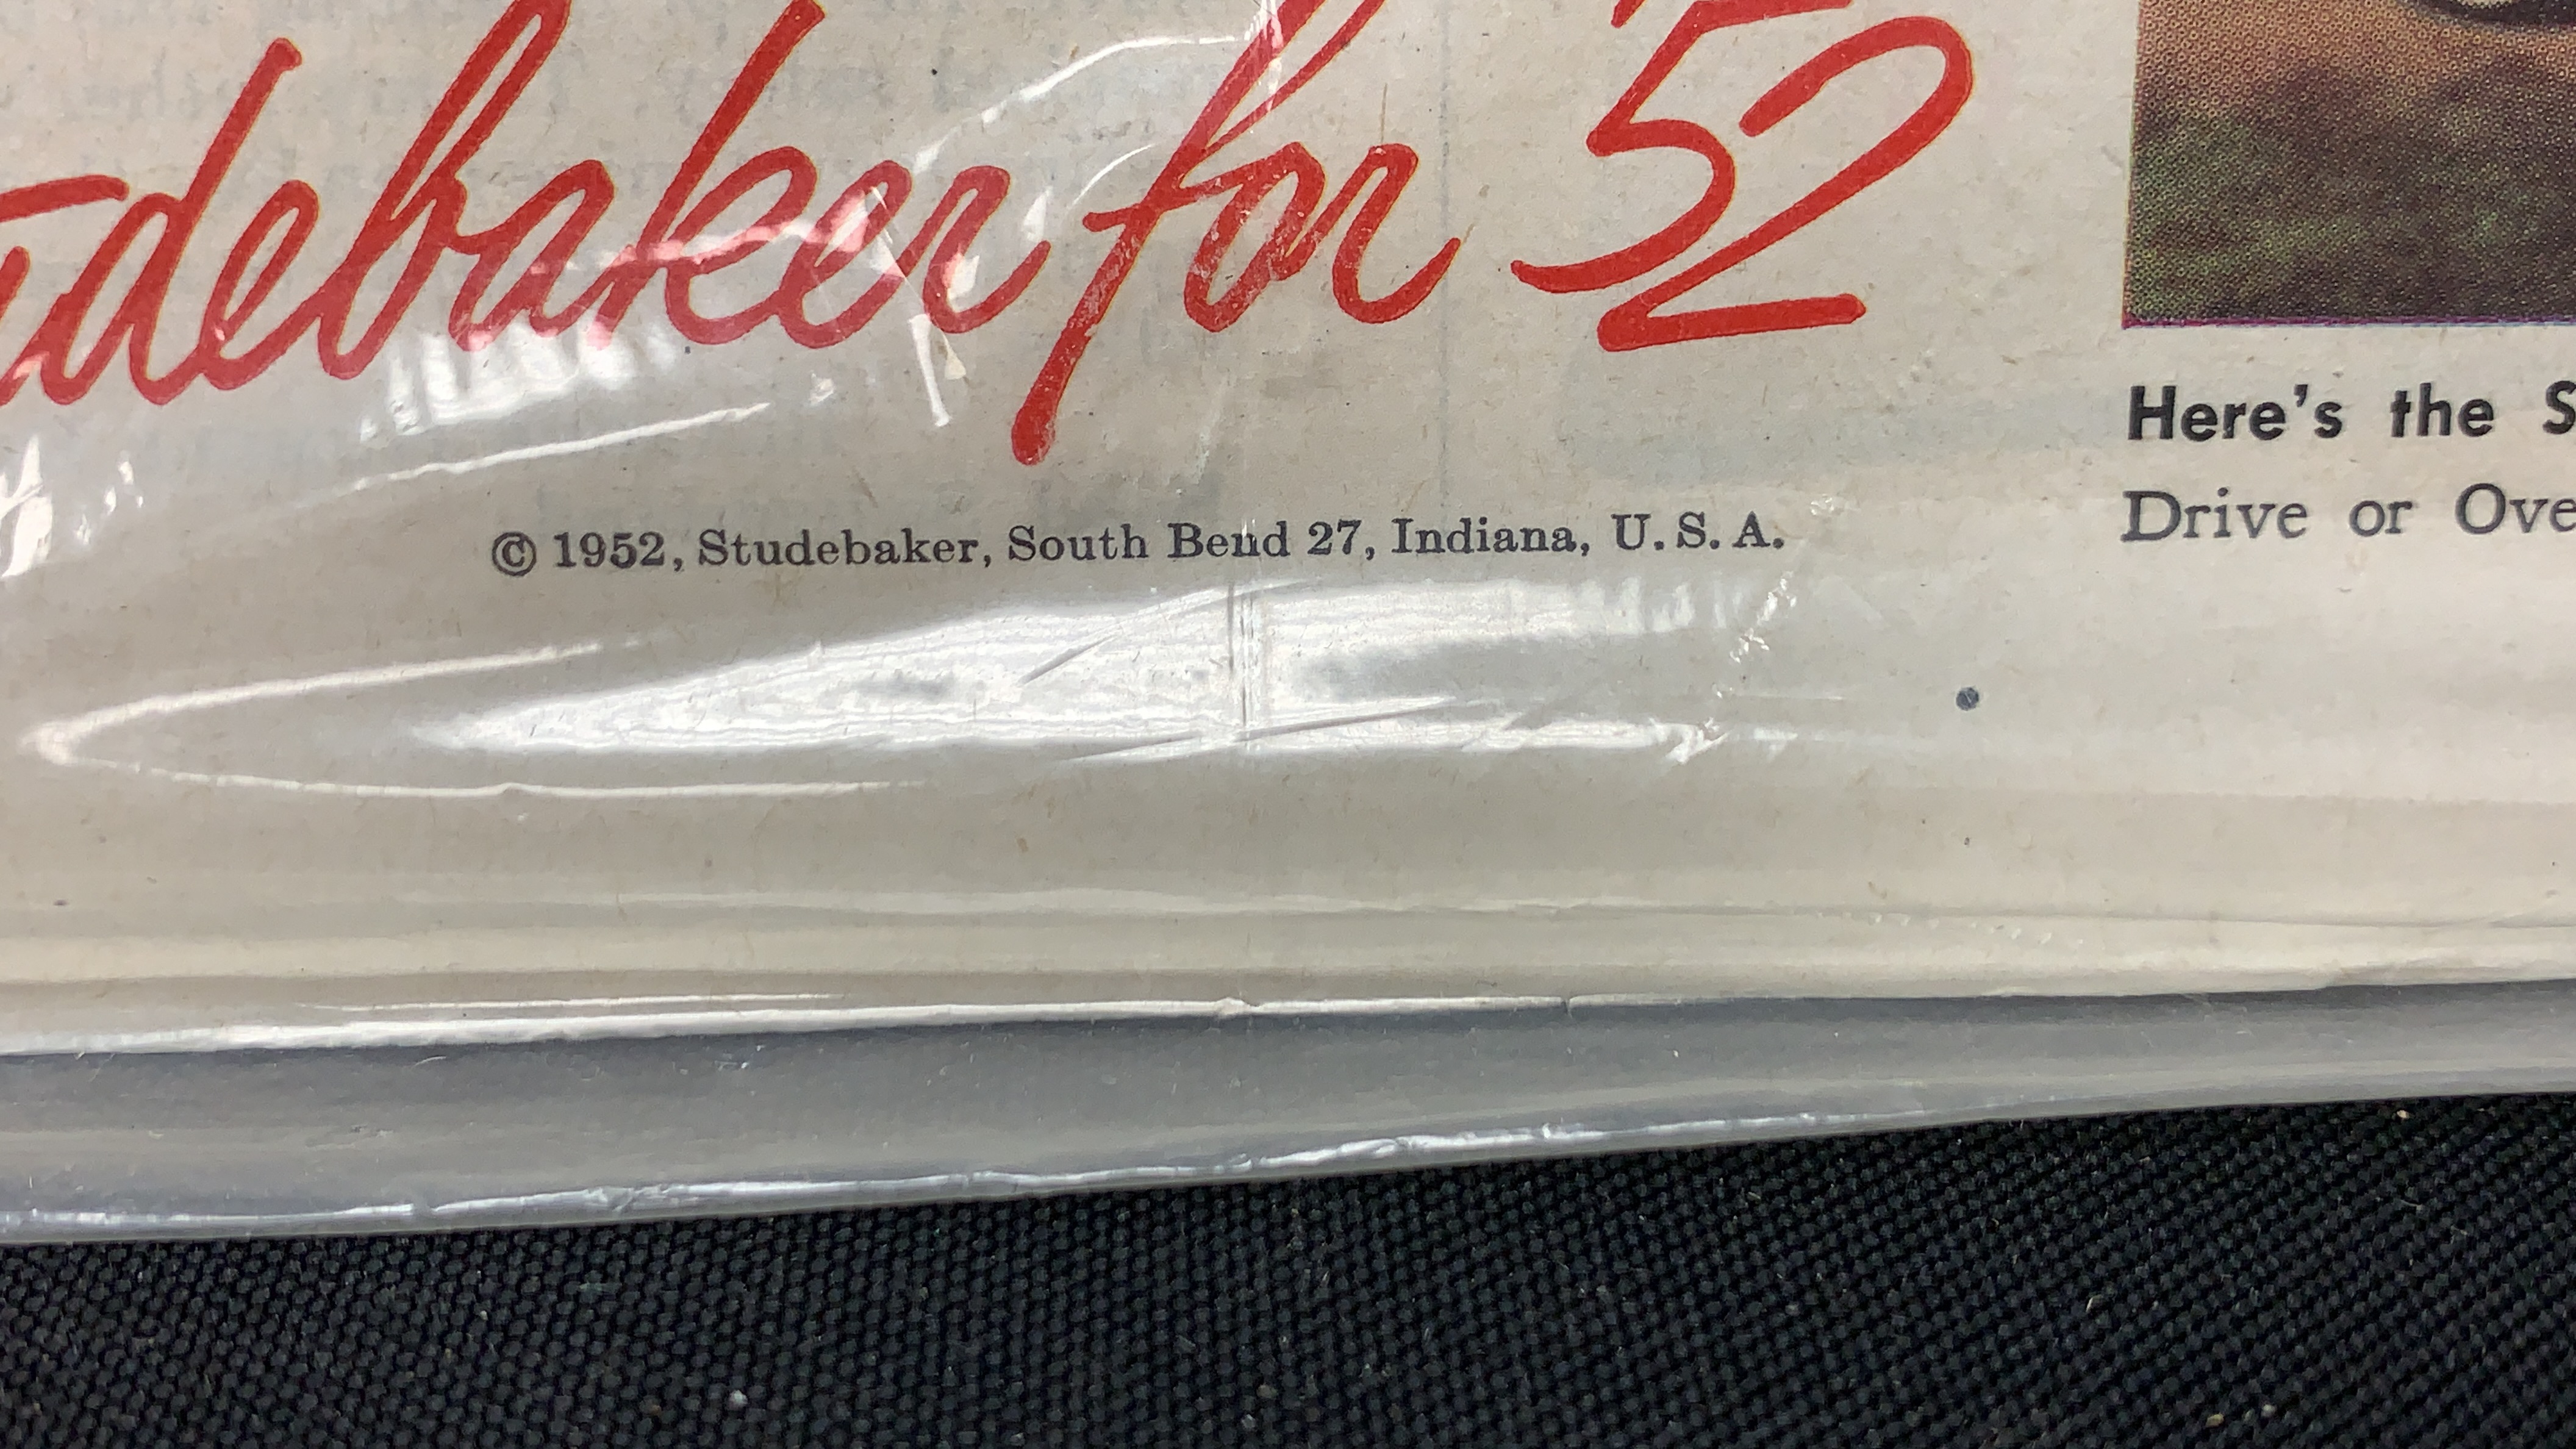 udebaker for '52
© 1952, Studebaker, South Bend 27, Indiana, U.S.A.
Here's the S
Drive or Ove